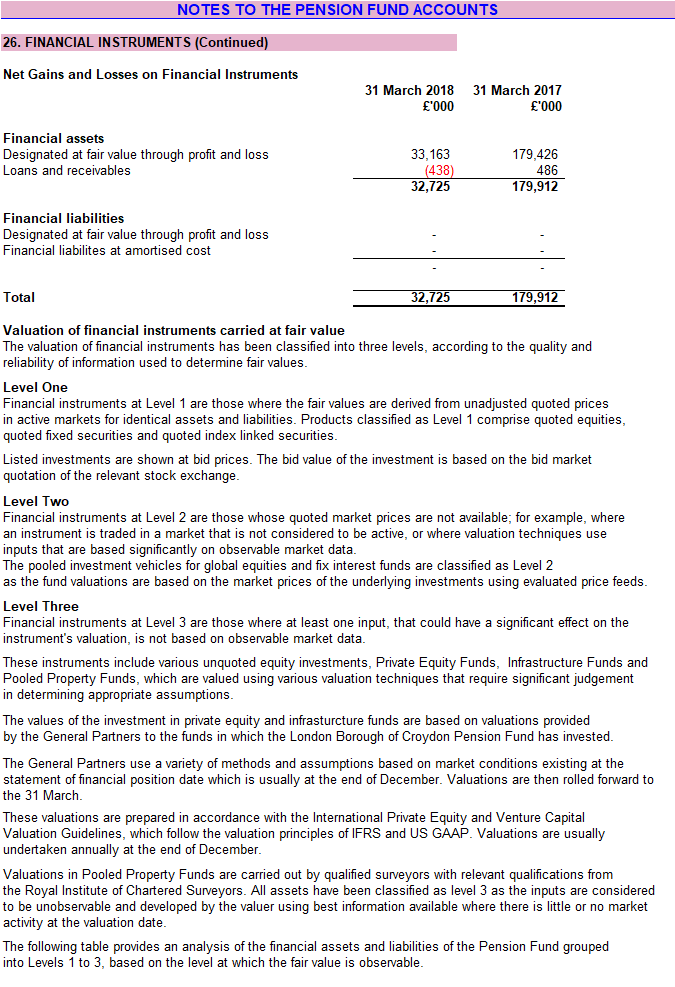 NOTES TO THE PENSION FUND ACCOUNTS
26. FINANCIAL INSTRUMENTS (Continued)
Net Gains and Losses on Financial Instruments
31 March 2018 31 March 2017
£'000 £'000
Financial assets
Designated at fair value through profit and loss 33,163 179,426
Loans and receivables (438) 486
32,725 179,912
Financial liabilities
Designated at fair value through profit and loss - -
Financial liabilites at amortised cost - -
- -
Total 32,725 179,912
Valuation of financial instruments carried at fair value
The valuation of financial instruments has been classified into three levels, according to the quality and
reliability of information used to determine fair values.
Level One
Financial instruments at Level 1 are those where the fair values are derived from unadjusted quoted prices
in active markets for identical assets and liabilities. Products classified as Level 1 comprise quoted equities,
quoted fixed securities and quoted index linked securities.
Listed investments are shown at bid prices. The bid value of the investment is based on the bid market
quotation of the relevant stock exchange.
Level Two
Financial instruments at Level 2 are those whose quoted market prices are not available; for example, where
an instrument is traded in a market that is not considered to be active, or where valuation techniques use
inputs that are based significantly on observable market data.
The pooled investment vehicles for global equities and fix interest funds are classified as Level 2
as the fund valuations are based on the market prices of the underlying investments using evaluated price feeds.
Level Three
Financial instruments at Level 3 are those where at least one input, that could have a significant effect on the
instrument's valuation, is not based on observable market data.
These instruments include various unquoted equity investments, Private Equity Funds, Infrastructure Funds and
Pooled Property Funds, which are valued using various valuation techniques that require significant judgement
in determining appropriate assumptions.
The values of the investment in private equity and infrasturcture funds are based on valuations provided
by the General Partners to the funds in which the London Borough of Croydon Pension Fund has invested.
The General Partners use a variety of methods and assumptions based on market conditions existing at the
statement of financial position date which is usually at the end of December. Valuations are then rolled forward to
the 31 March.
These valuations are prepared in accordance with the International Private Equity and Venture Capital
Valuation Guidelines, which follow the valuation principles of IFRS and US GAAP. Valuations are usually
undertaken annually at the end of December.
Valuations in Pooled Property Funds are carried out by qualified surveyors with relevant qualifications from
the Royal Institute of Chartered Surveyors. All assets have been classified as level 3 as the inputs are considered
to be unobservable and developed by the valuer using best information available where there is little or no market
activity at the valuation date.
The following table provides an analysis of the financial assets and liabilities of the Pension Fund grouped
into Levels 1 to 3, based on the level at which the fair value is observable.